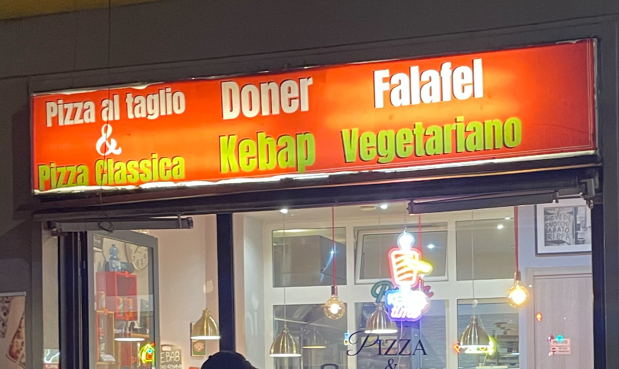 Pizza al taglio
&
Pizza Classica
Doner
Kebap
Falafel
Vegetariano
PIZZA
&